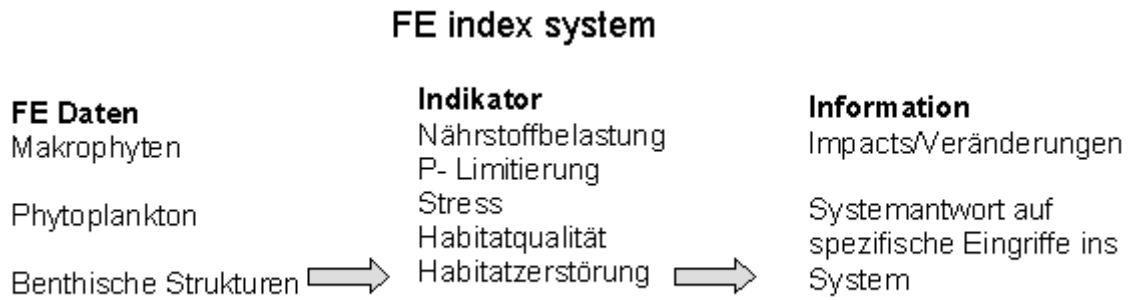 FE index system
FE Daten
Makrophyten
Phytoplankton
Benthische Strukturen
Indikator
Nährstoffbelastung
P- Limitierung
Stress
Habitatqualität
Habitatzerstörung
Information
Impacts/Veränderungen
Systemantwort auf
spezifische Eingriffe ins
System